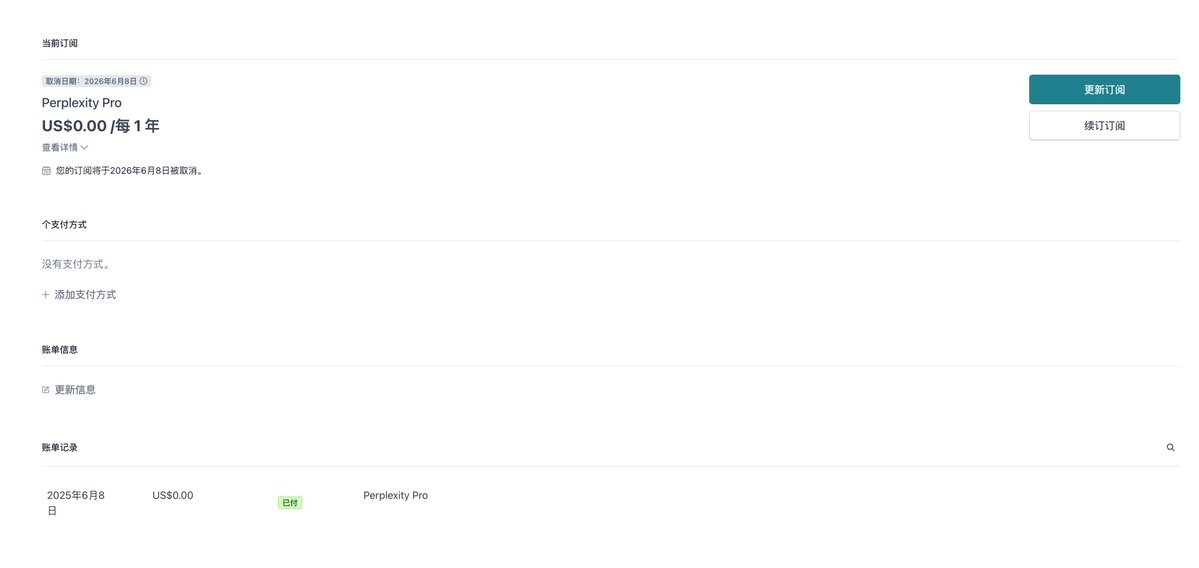 当前订阅
取消日期：2026年6月8日
Perplexity Pro
US$0.00 /每 1 年
查看详情
您的订阅将于2026年6月8日被取消。
更新订阅
续订订阅
个支付方式
没有支付方式。
添加支付方式
账单信息
更新信息
账单记录
2025年6月8
日
US$0.00
已付
Perplexity Pro